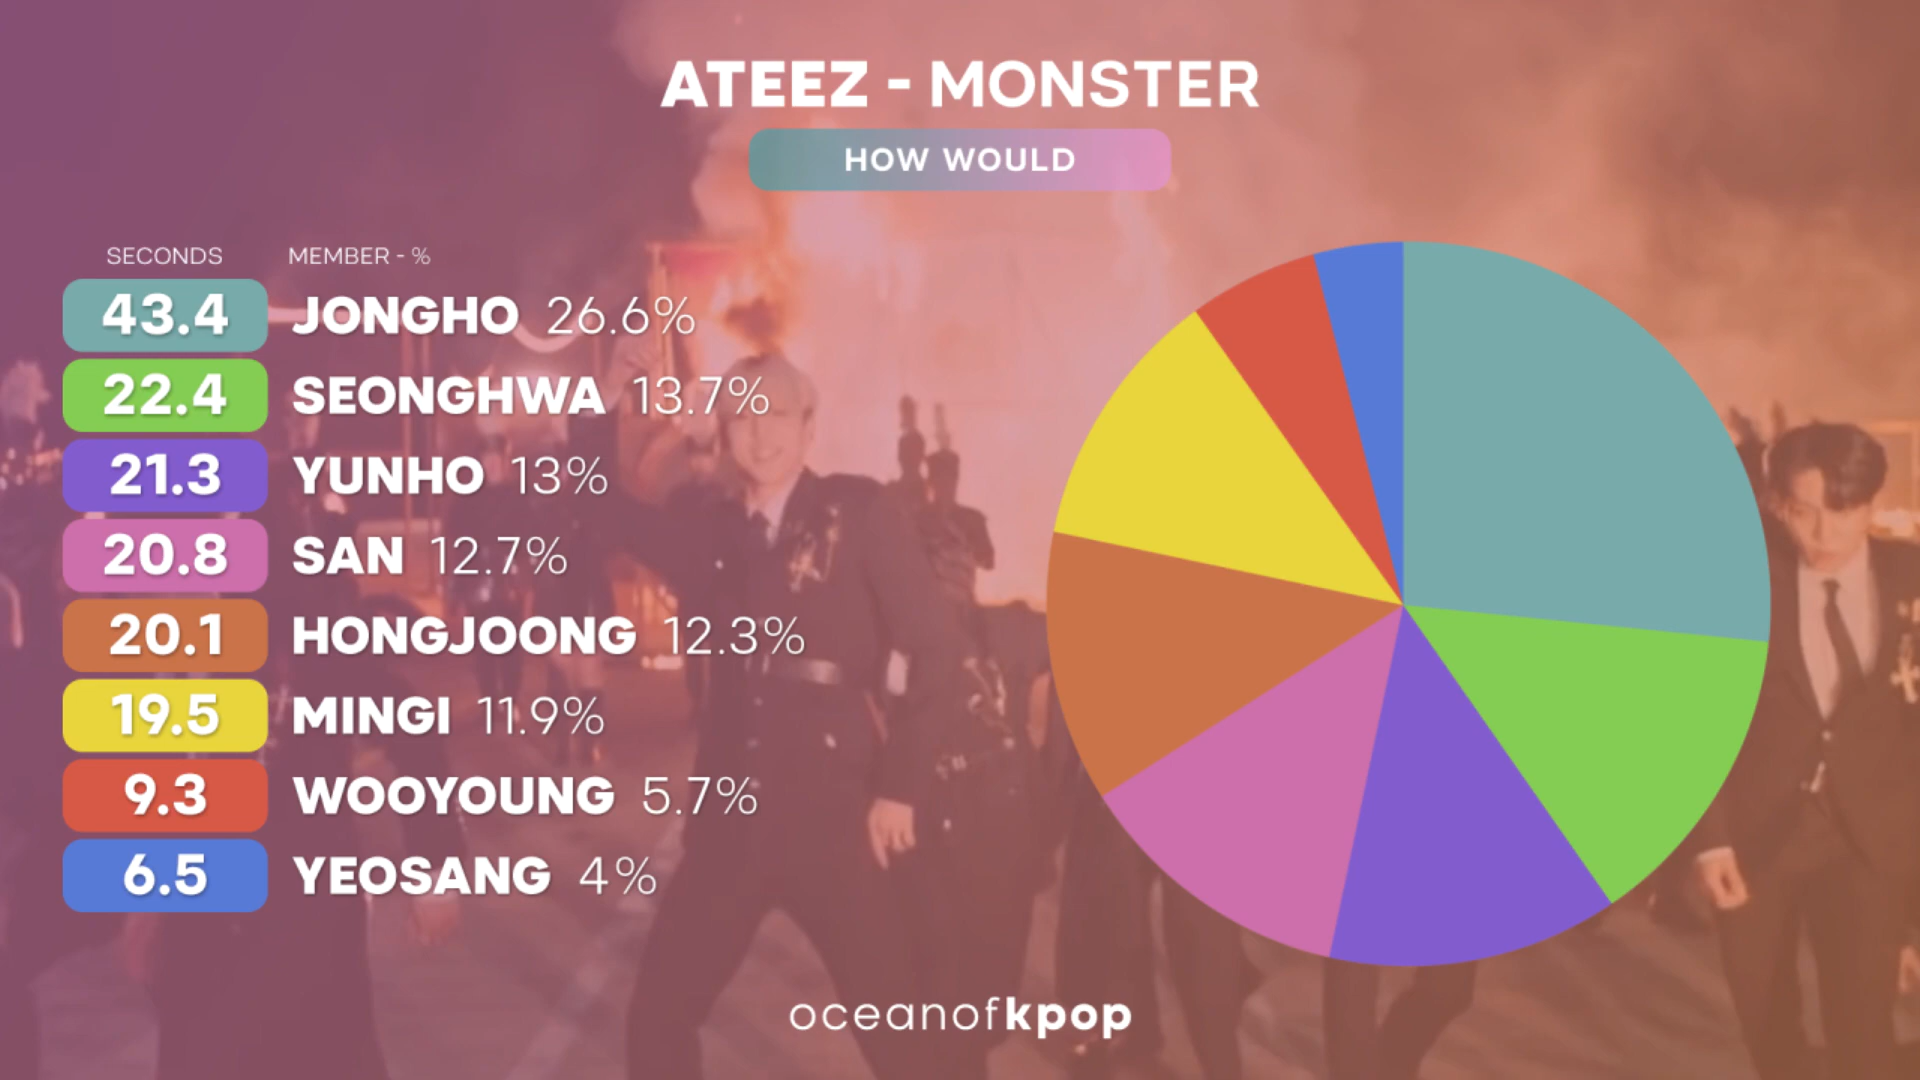 ATEEZ - MONSTER
HOW WOULD
SECONDS MEMBER - %
43.4 JONGHO 26.6%
22.4 SEONGHWA 13.7%
21.3 YUNHO 13%
20.8 SAN 12.7%
20.1 HONGJOONG 12.3%
19.5 MINGI 11.9%
9.3 WOOYOUNG 5.7%
6.5 YEOSANG 4%
oceanofkpop